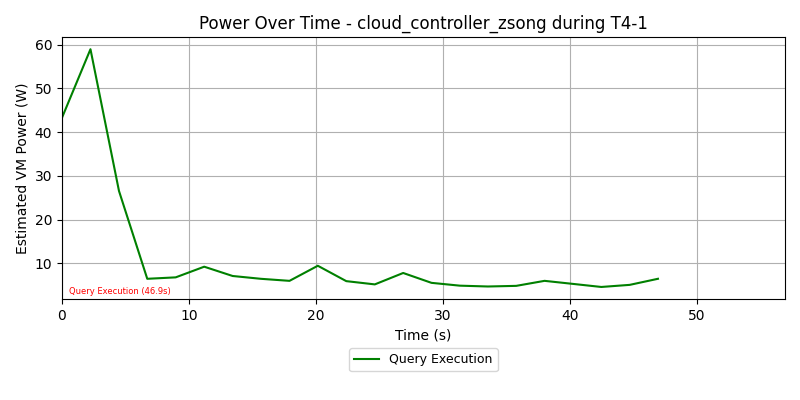 Power Over Time - cloud_controller_zsong during T4-1
Estimated VM Power (W)
60
50
40
30
20
10
Query Execution (46.9s)
0 10 20 30 40 50
Time (s)
Query Execution